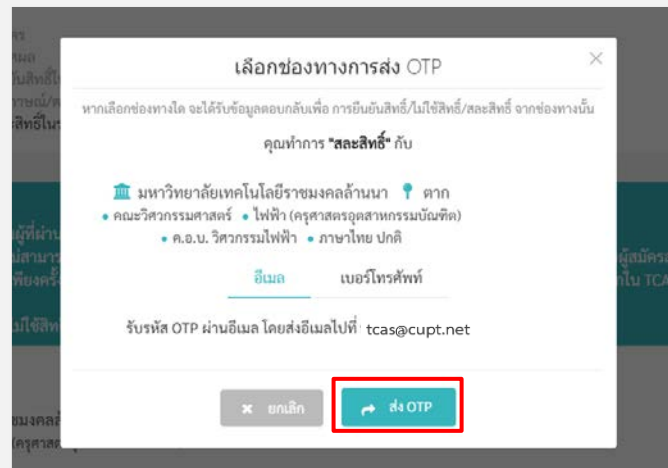 เลือกช่องทางการส่ง OTP
หากเลือกช่องทางใด จะได้รับข้อมูลตอบกลับเพื่อ การยืนยันสิทธิ์/ไม่ใช้สิทธิ์/สละสิทธิ์ จากช่องทางนั้น
คุณทำการ "สละสิทธิ์" กับ
มหาวิทยาลัยเทคโนโลยีราชมงคลล้านนา ตาก
• คณะวิศวกรรมศาสตร์ • ไฟฟ้า (ครุศาสตรอุตสาหกรรมบัณฑิต)
• ค.อ.บ. วิศวกรรมไฟฟ้า • ภาษาไทย ปกติ
อีเมล เบอร์โทรศัพท์
รับรหัส OTP ผ่านอีเมล โดยส่งอีเมลไปที่ tcas@cupt.net
ยกเลิก ส่ง OTP